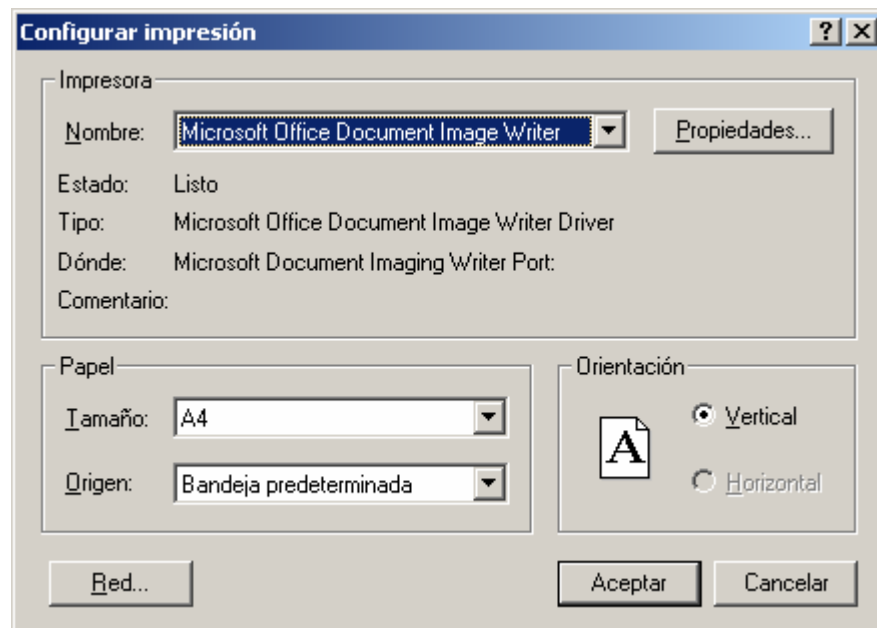 Configurar impresión
Impresora
Nombre: Microsoft Office Document Image Writer Propiedades...
Estado: Listo
Tipo: Microsoft Office Document Image Writer Driver
Dónde: Microsoft Document Imaging Writer Port:
Comentario:
Papel Orientación
Tamaño: A4 Vertical
A
Origen: Bandeja predeterminada Horizontal
Red... Aceptar Cancelar